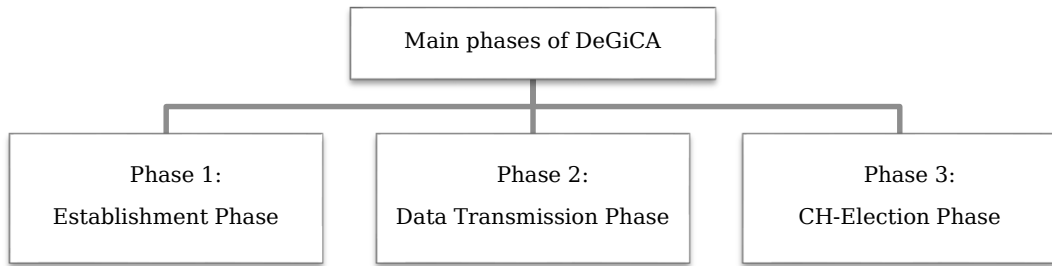 Main phases of DeGiCA
Phase 1:
Establishment Phase
Phase 2:
Data Transmission Phase
Phase 3:
CH-Election Phase